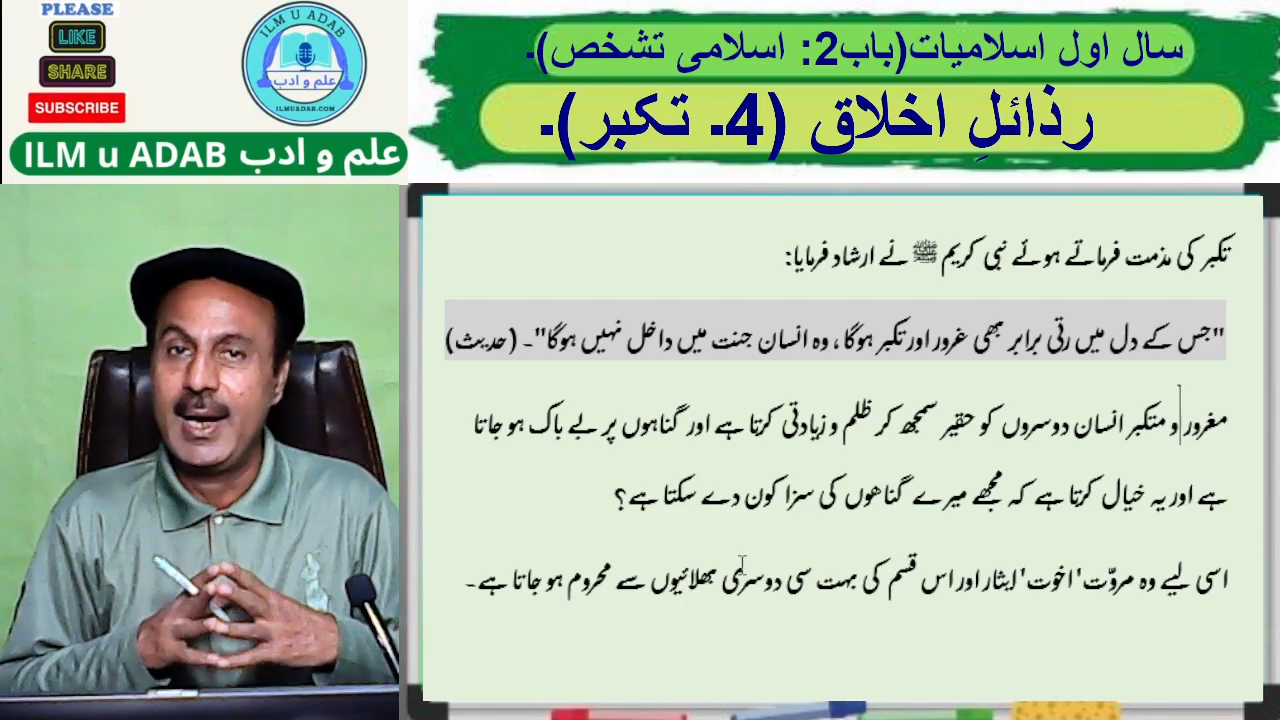 PLEASE
LIKE
SHARE
SUBSCRIBE
ILM U ADAB
علم و ادب
ILMUADAB.COM
ILM u ADAB علم و ادب
سال اول اسلامیات(باب2: اسلامی تشخص)۔
رذائلِ اخلاق (4۔ تکبر)۔
تکبر کی مذمت فرماتے ہوئے نبی کریم ﷺ نے ارشاد فرمایا:
"جس کے دل میں رتی برابر بھی غرور اور تکبر ہوگا، وہ انسان جنت میں داخل نہیں ہوگا"۔ (حدیث)
مغرور و متکبر انسان دوسروں کو حقیر سمجھ کر ظلم و زیادتی کرتا ہے اور گناہوں پر بے باک ہو جاتا
ہے اور یہ خیال کرتا ہے کہ مجھے میرے گناھوں کی سزا کون دے سکتا ہے؟
اسی لیے وہ مروّت' اخوت' ایثار اور اس قسم کی بہت سی دوسری بھلائیوں سے محروم ہو جاتا ہے۔